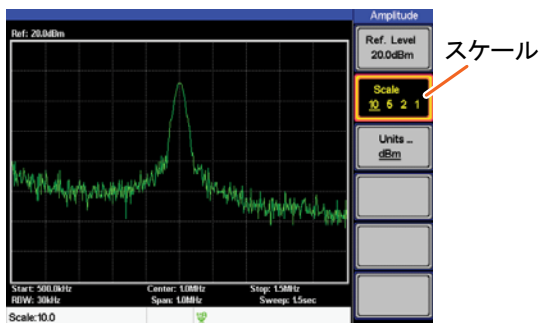 Amplitude
Ref: 20.0dBm
Ref. Level
20.0dBm
スケール
Scale
10 5 2 1
Units ...
dBm
Start: 500.0kHz Center: 1.0MHz Stop: 1.5MHz
RBW: 30kHz Span: 1.0MHz Sweep: 1.5sec
Scale:10.0